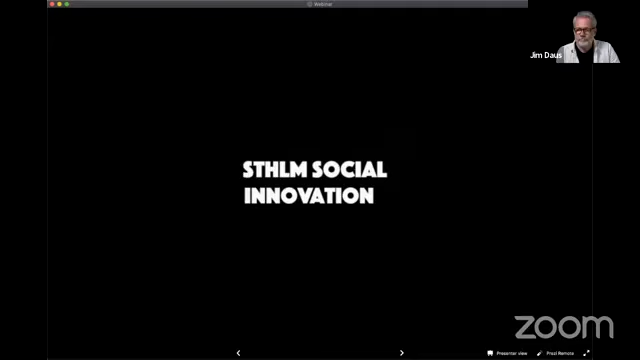 Webinar
Jim Daus
STHLM SOCIAL
INNOVATION
zoom
Presenter view
Prezi Remote